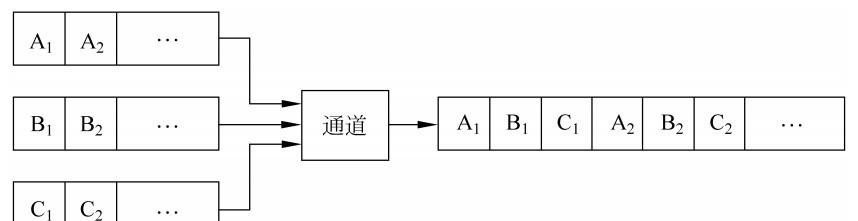 A₁ A₂ …
B₁ B₂ …
通道
A₁ B₁ C₁ A₂ B₂ C₂ …
C₁ C₂ …